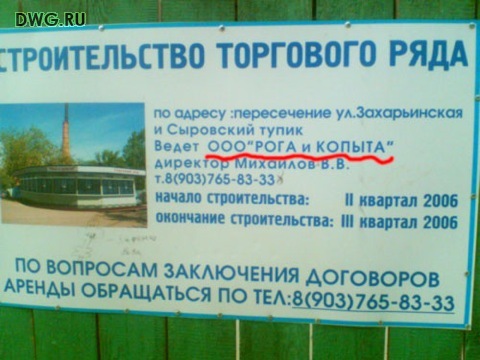 DWG.RU
СТРОИТЕЛЬСТВО ТОРГОВОГО РЯДА
по адресу :пересечение ул.Захарьинская
и Сыровский тупик
Ведет ООО"РОГА и КОПЫТА"
директор Михайлов В.В.
т.8(903)765-83-33
начало строительства: II квартал 2006
окончание строительства: III квартал 2006
ПО ВОПРОСАМ ЗАКЛЮЧЕНИЯ ДОГОВОРОВ
АРЕНДЫ ОБРАЩАТЬСЯ ПО ТЕЛ:8(903)765-83-33